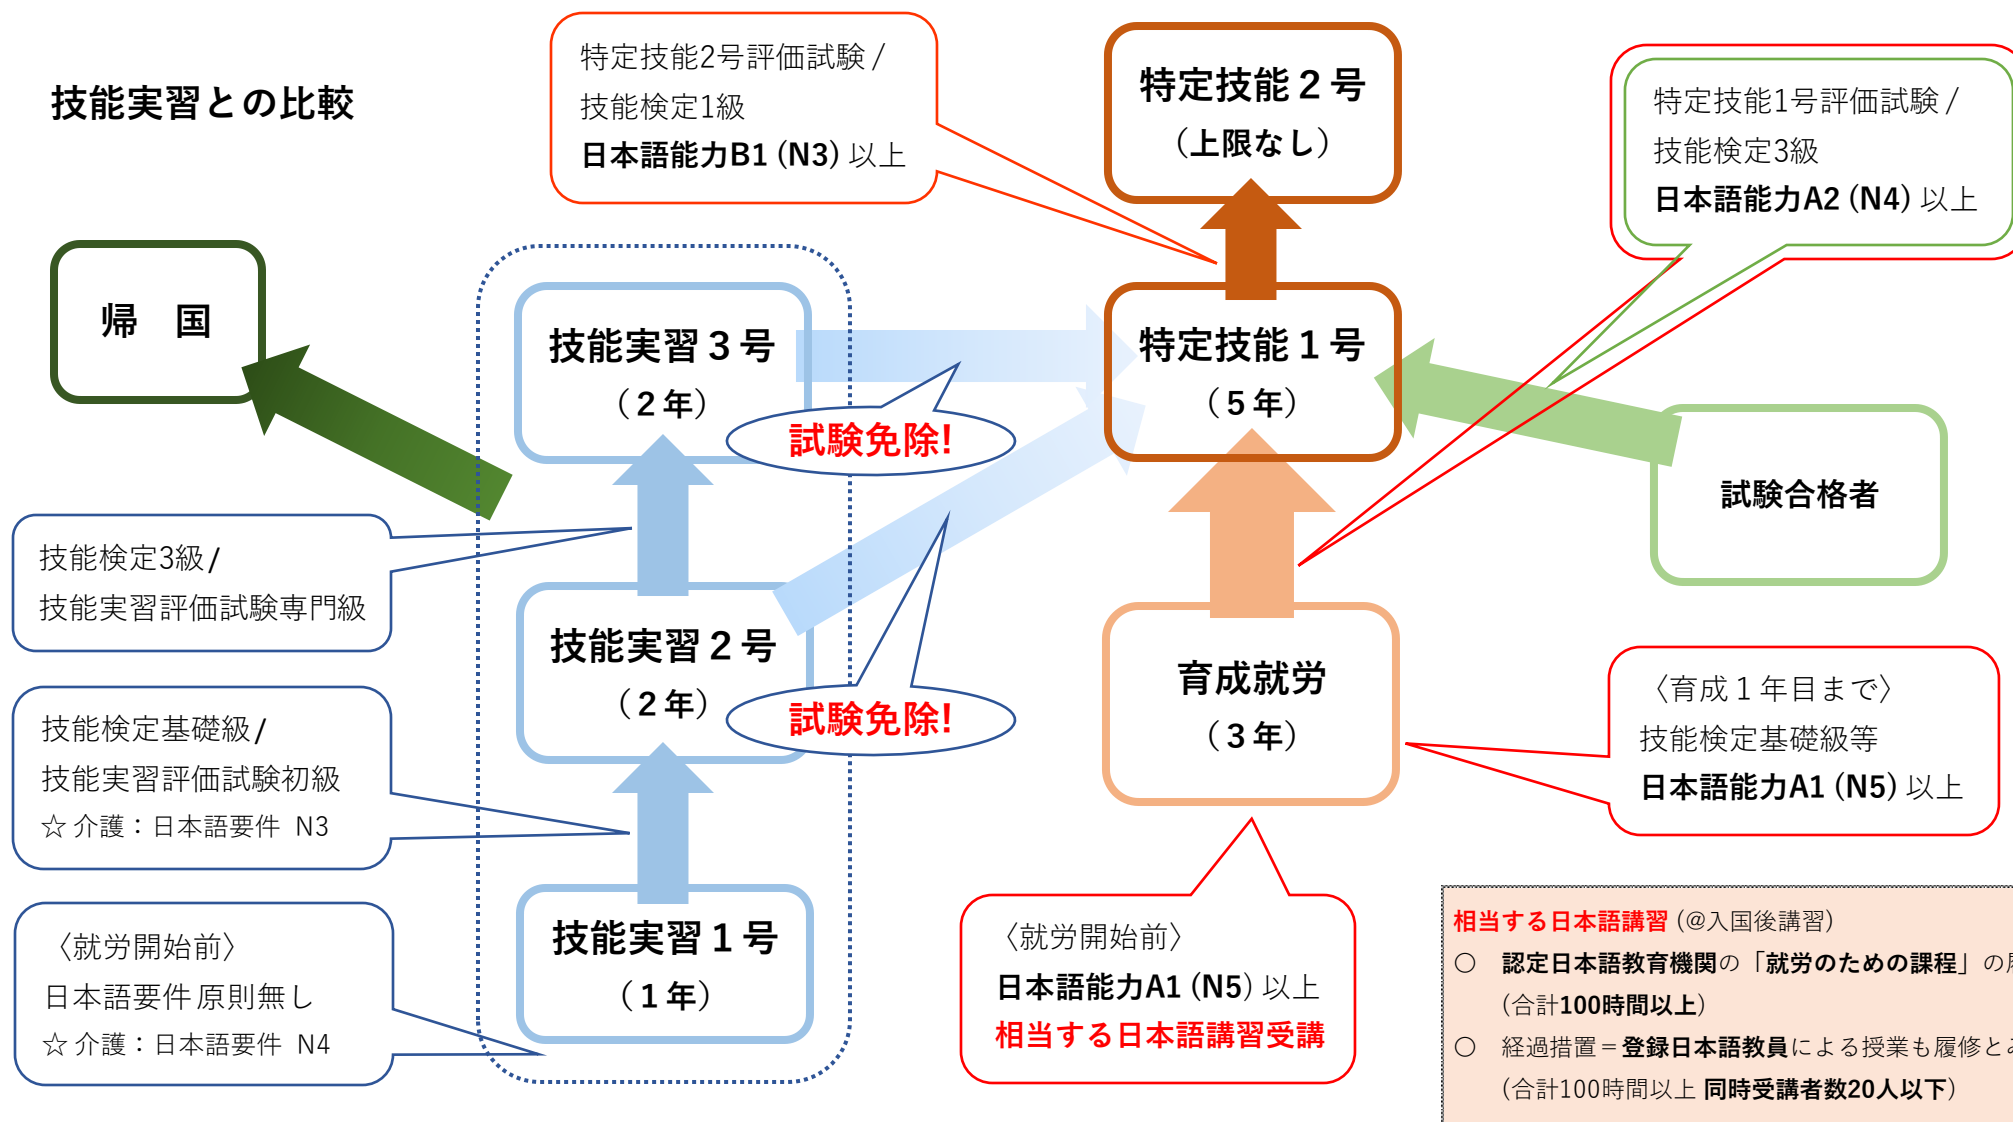 技能実習との比較
特定技能2号評価試験 /
技能検定1級
日本語能力B1 (N3) 以上
特定技能２号
（上限なし）
特定技能1号評価試験 /
技能検定3級
日本語能力A2 (N4) 以上
帰　国
技能実習３号
（２年）
試験免除!
特定技能１号
（５年）
試験合格者
技能検定3級 /
技能実習評価試験専門級
技能実習２号
（２年）
試験免除!
育成就労
（３年）
〈育成１年目まで〉
技能検定基礎級等
日本語能力A1 (N5) 以上
技能検定基礎級 /
技能実習評価試験初級
☆ 介護：日本語要件 N3
技能実習１号
（１年）
〈就労開始前〉
日本語要件 原則無し
☆ 介護：日本語要件 N4
〈就労開始前〉
日本語能力A1 (N5) 以上
相当する日本語講習受講
相当する日本語講習 (@入国後講習)
○ 認定日本語教育機関の「就労のための課程」の
(合計100時間以上)
○ 経過措置＝登録日本語教員による授業も履修と
(合計100時間以上 同時受講者数20人以下)